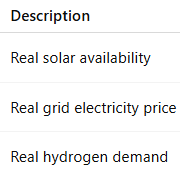 Description
Real solar availability
Real grid electricity price
Real hydrogen demand